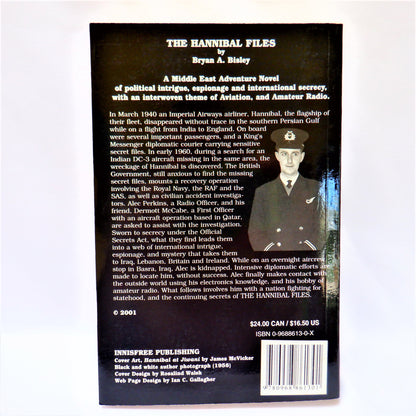 THE HANNIBAL FILES
by
Bryan A. Bisley
A Middle East Adventure Novel
of political intrigue, espionage and international secrecy,
with an interwoven theme of Aviation, and Amateur Radio.
In March 1940 an Imperial Airways airliner, Hannibal, the flagship of
their fleet, disappeared without trace in the southern Persian Gulf
while on a flight from India to England. On board
were several important passengers, and a King's
Messenger diplomatic courier carrying sensitive
secret files. In early 1960, during a search for an
Indian DC-3 aircraft missing in the same area, the
wreckage of Hannibal is discovered. The British
Government, still anxious to find the missing
secret files, mounts a recovery operation
involving the Royal Navy, the RAF and the
SAS, as well as civilian accident investiga-
tors. Alec Perkins, a Radio Officer, and his
friend, Dermott McCabe, a First Officer
with an aircraft operation based in Qatar,
are asked to assist with the investigation.
Sworn to secrecy under the Official
Secrets Act, what they find leads them
into a web of international intrigue,
espionage, and mystery that takes them
to Iraq, Lebanon, Britain and Ireland. While on an overnight aircrew
stop in Basra, Iraq, Alec is kidnapped. Intensive diplomatic efforts are
made to locate him, without success. Alec finally makes contact with
the outside world using his electronics knowledge, and his hobby of
amateur radio. What follows involves him with a nation fighting for
statehood, and the continuing secrets of THE HANNIBAL FILES.
© 2001
$24.00 CAN / $16.50 US
ISBN 0-9688613-0-X
INNISFREE PUBLISHING
Cover Art, Hannibal at Jiwani by James McVicker
Black and white author photograph (1956)
Cover Design by Rosalind Walsh
Web Page Design by Ian C. Gallagher
9 780968 861301